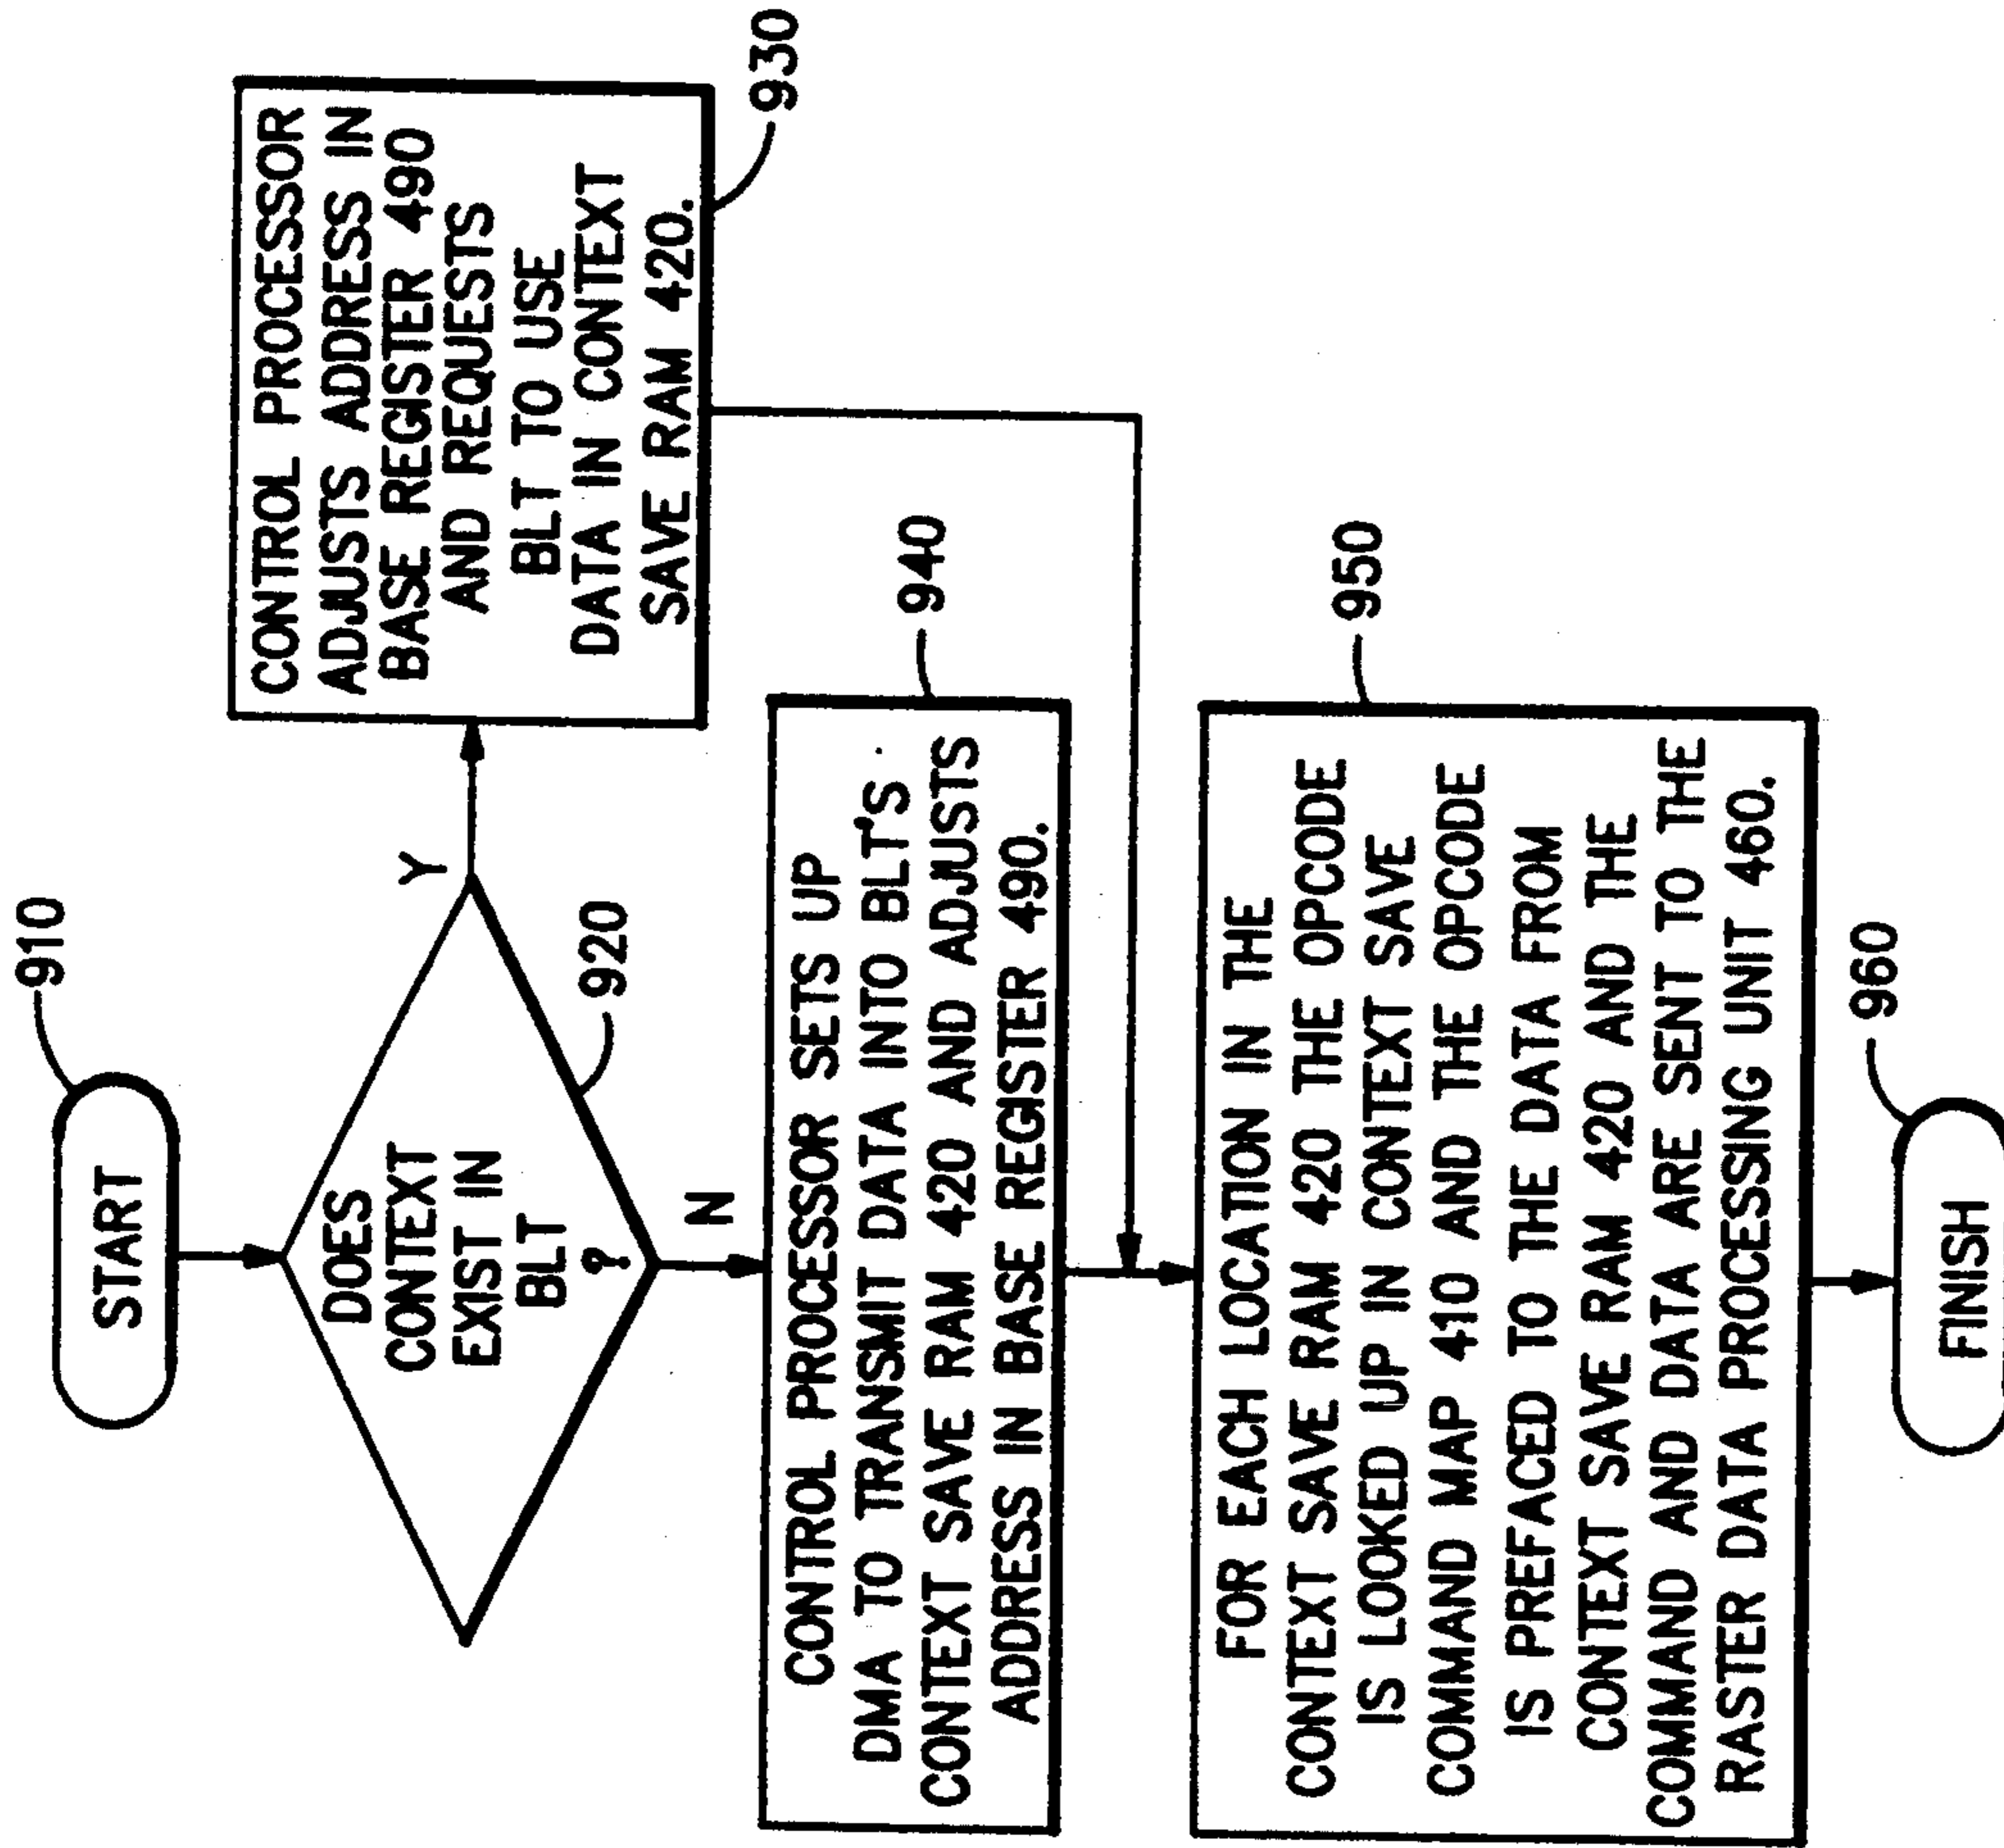 910
START
DOES
CONTEXT
EXIST IN
BLT
?
920
Y
N
CONTROL PROCESSOR
ADJUSTS ADDRESS IN
BASE REGISTER 490
AND REQUESTS
BLT TO USE
DATA IN CONTEXT
SAVE RAM 420.
930
940
CONTROL PROCESSOR SETS UP
DMA TO TRANSMIT DATA INTO BLT'S
CONTEXT SAVE RAM 420 AND ADJUSTS
ADDRESS IN BASE REGISTER 490.
950
FOR EACH LOCATION IN THE
CONTEXT SAVE RAM 420 THE OPCODE
IS LOOKED UP IN CONTEXT SAVE
COMMAND MAP 410 AND THE OPCODE
IS PREFACED TO THE DATA FROM
CONTEXT SAVE RAM 420 AND THE
COMMAND AND DATA ARE SENT TO THE
RASTER DATA PROCESSING UNIT 460.
960
FINISH